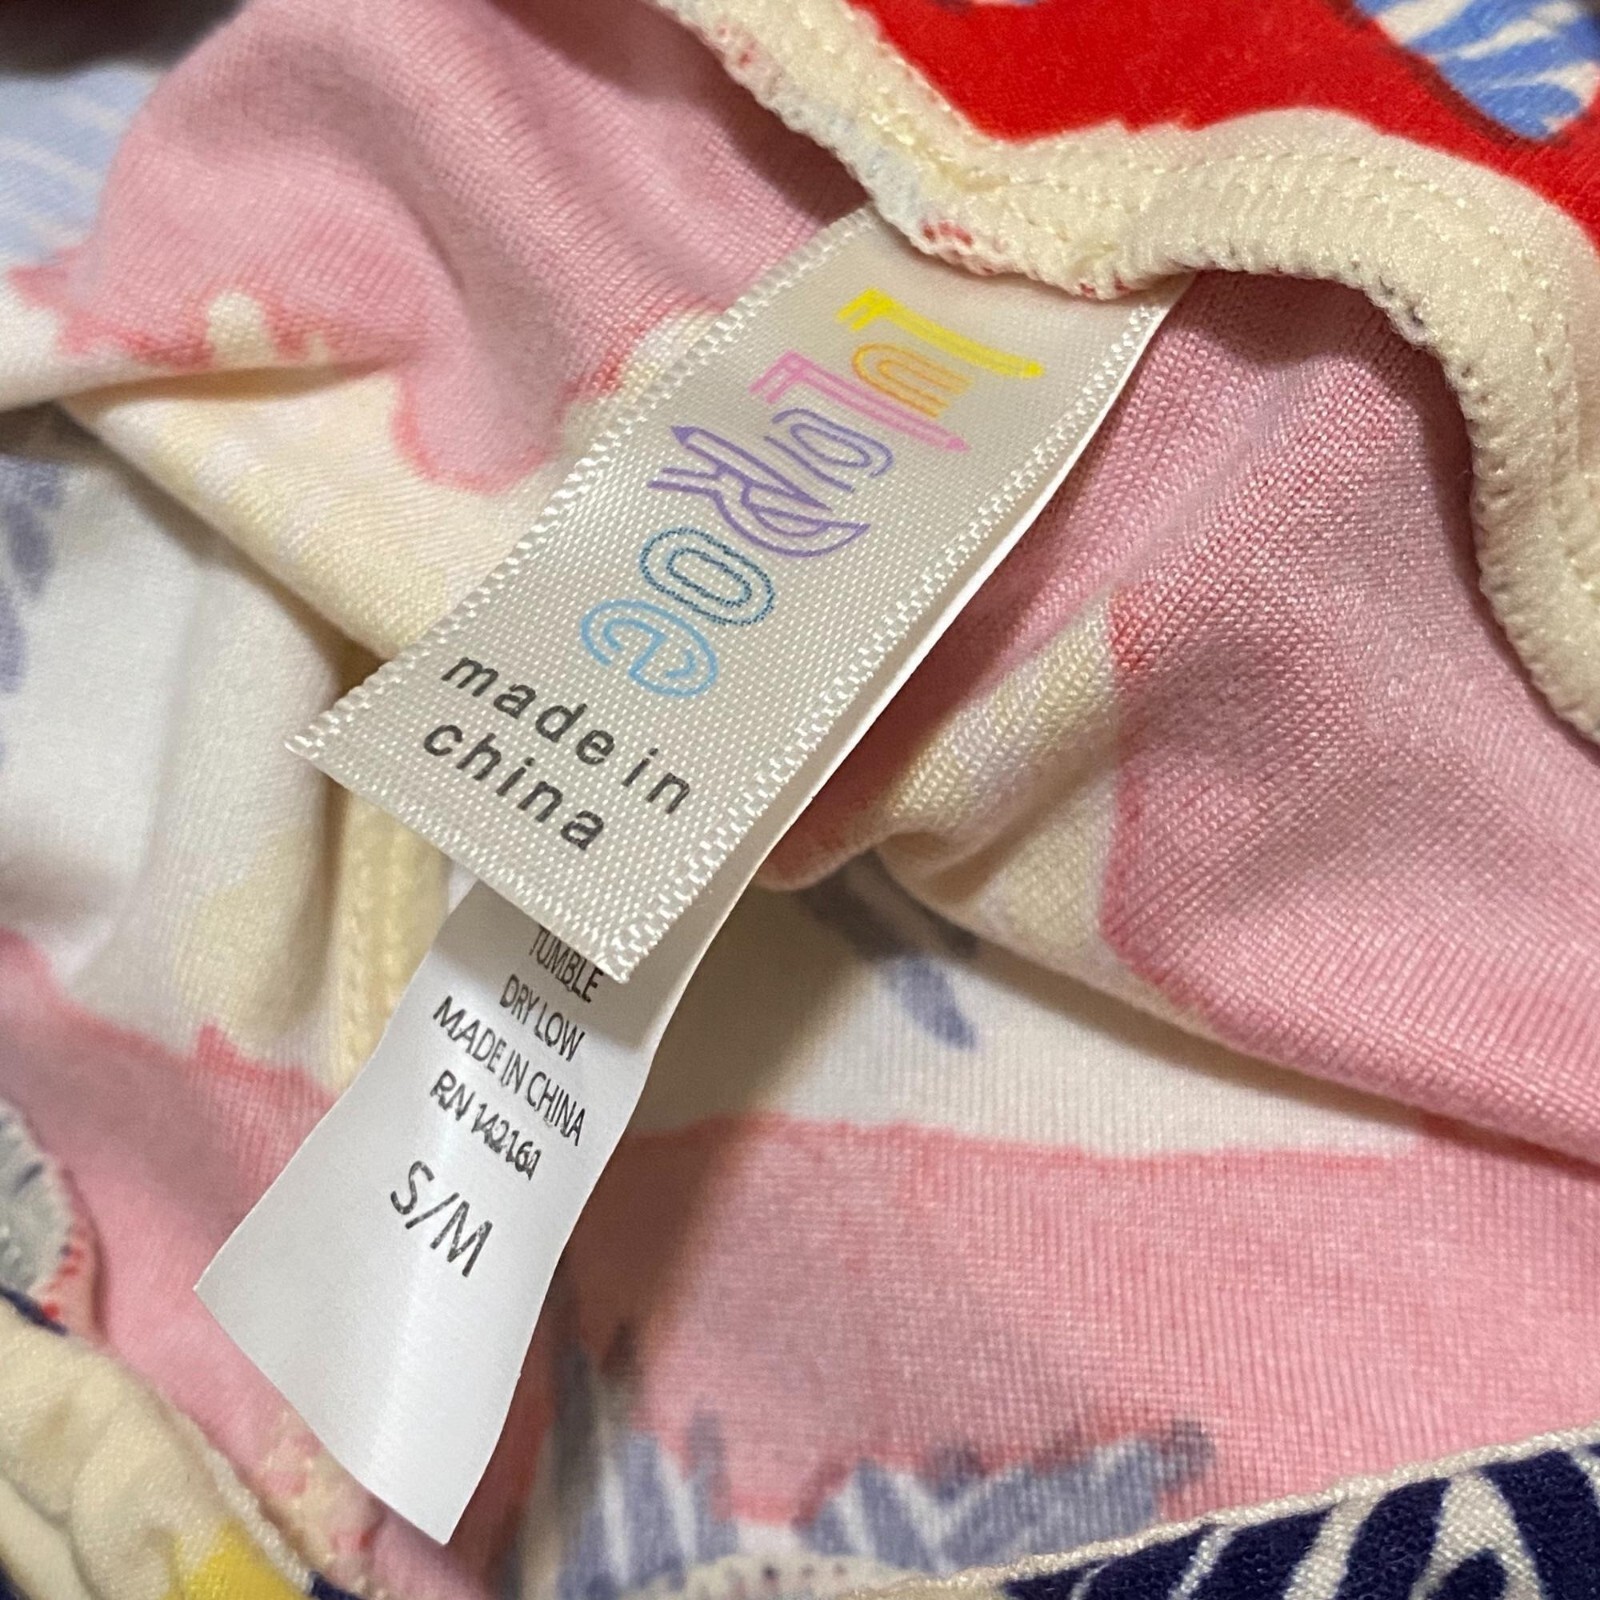 LuLaRoe
made in
china
TUMBLE
DRY LOW
MADE IN CHINA
RN 142161
S/M